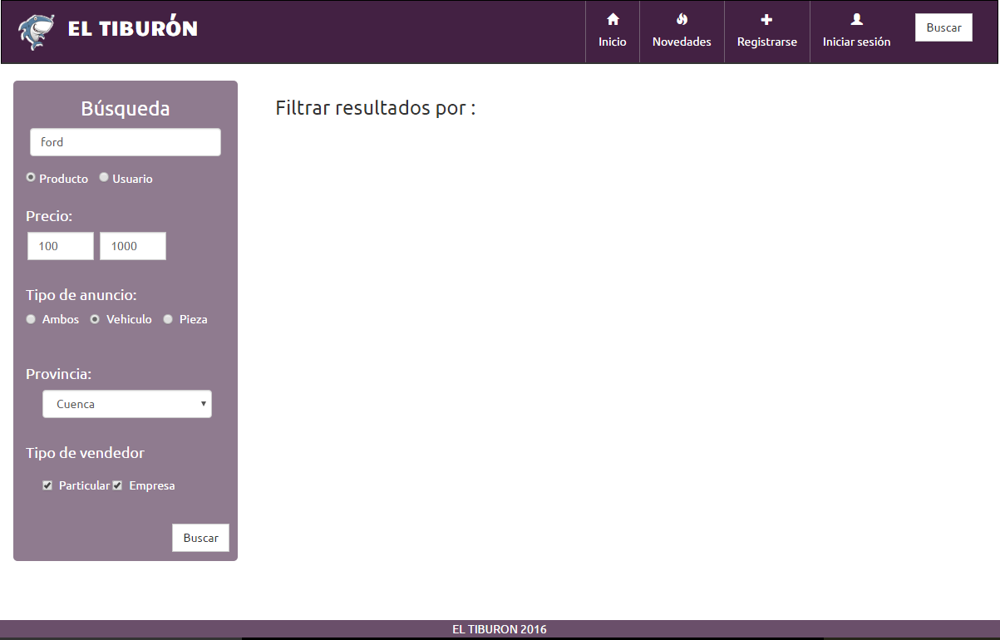 EL TIBURÓN
Inicio
Novedades
Registrarse
Iniciar sesión
Buscar
Búsqueda
ford
Producto Usuario
Precio:
100 1000
Tipo de anuncio:
Ambos Vehiculo Pieza
Provincia:
Cuenca
Tipo de vendedor
Particular Empresa
Buscar
Filtrar resultados por :
EL TIBURON 2016